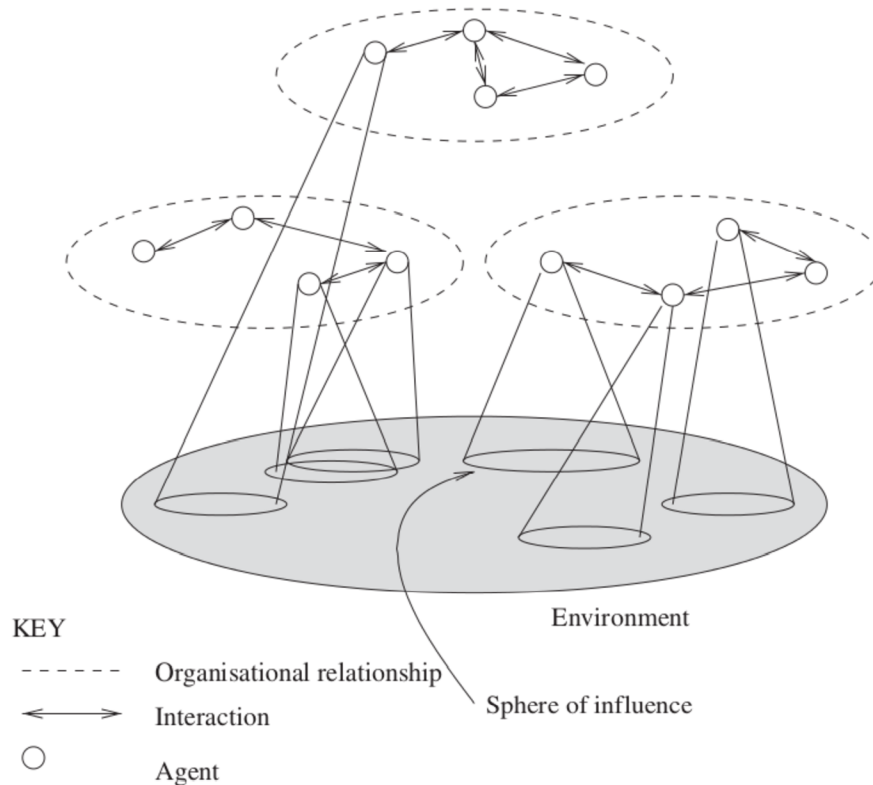 Environment
KEY
Organisational relationship
Sphere of influence
Interaction
Agent